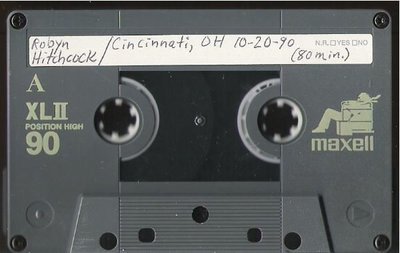 Robyn Hitchcock / Cincinnati, OH 10-20-90 (80 min.)
N.R. □YES □NO
A
XLII
POSITION HIGH
90
maxell